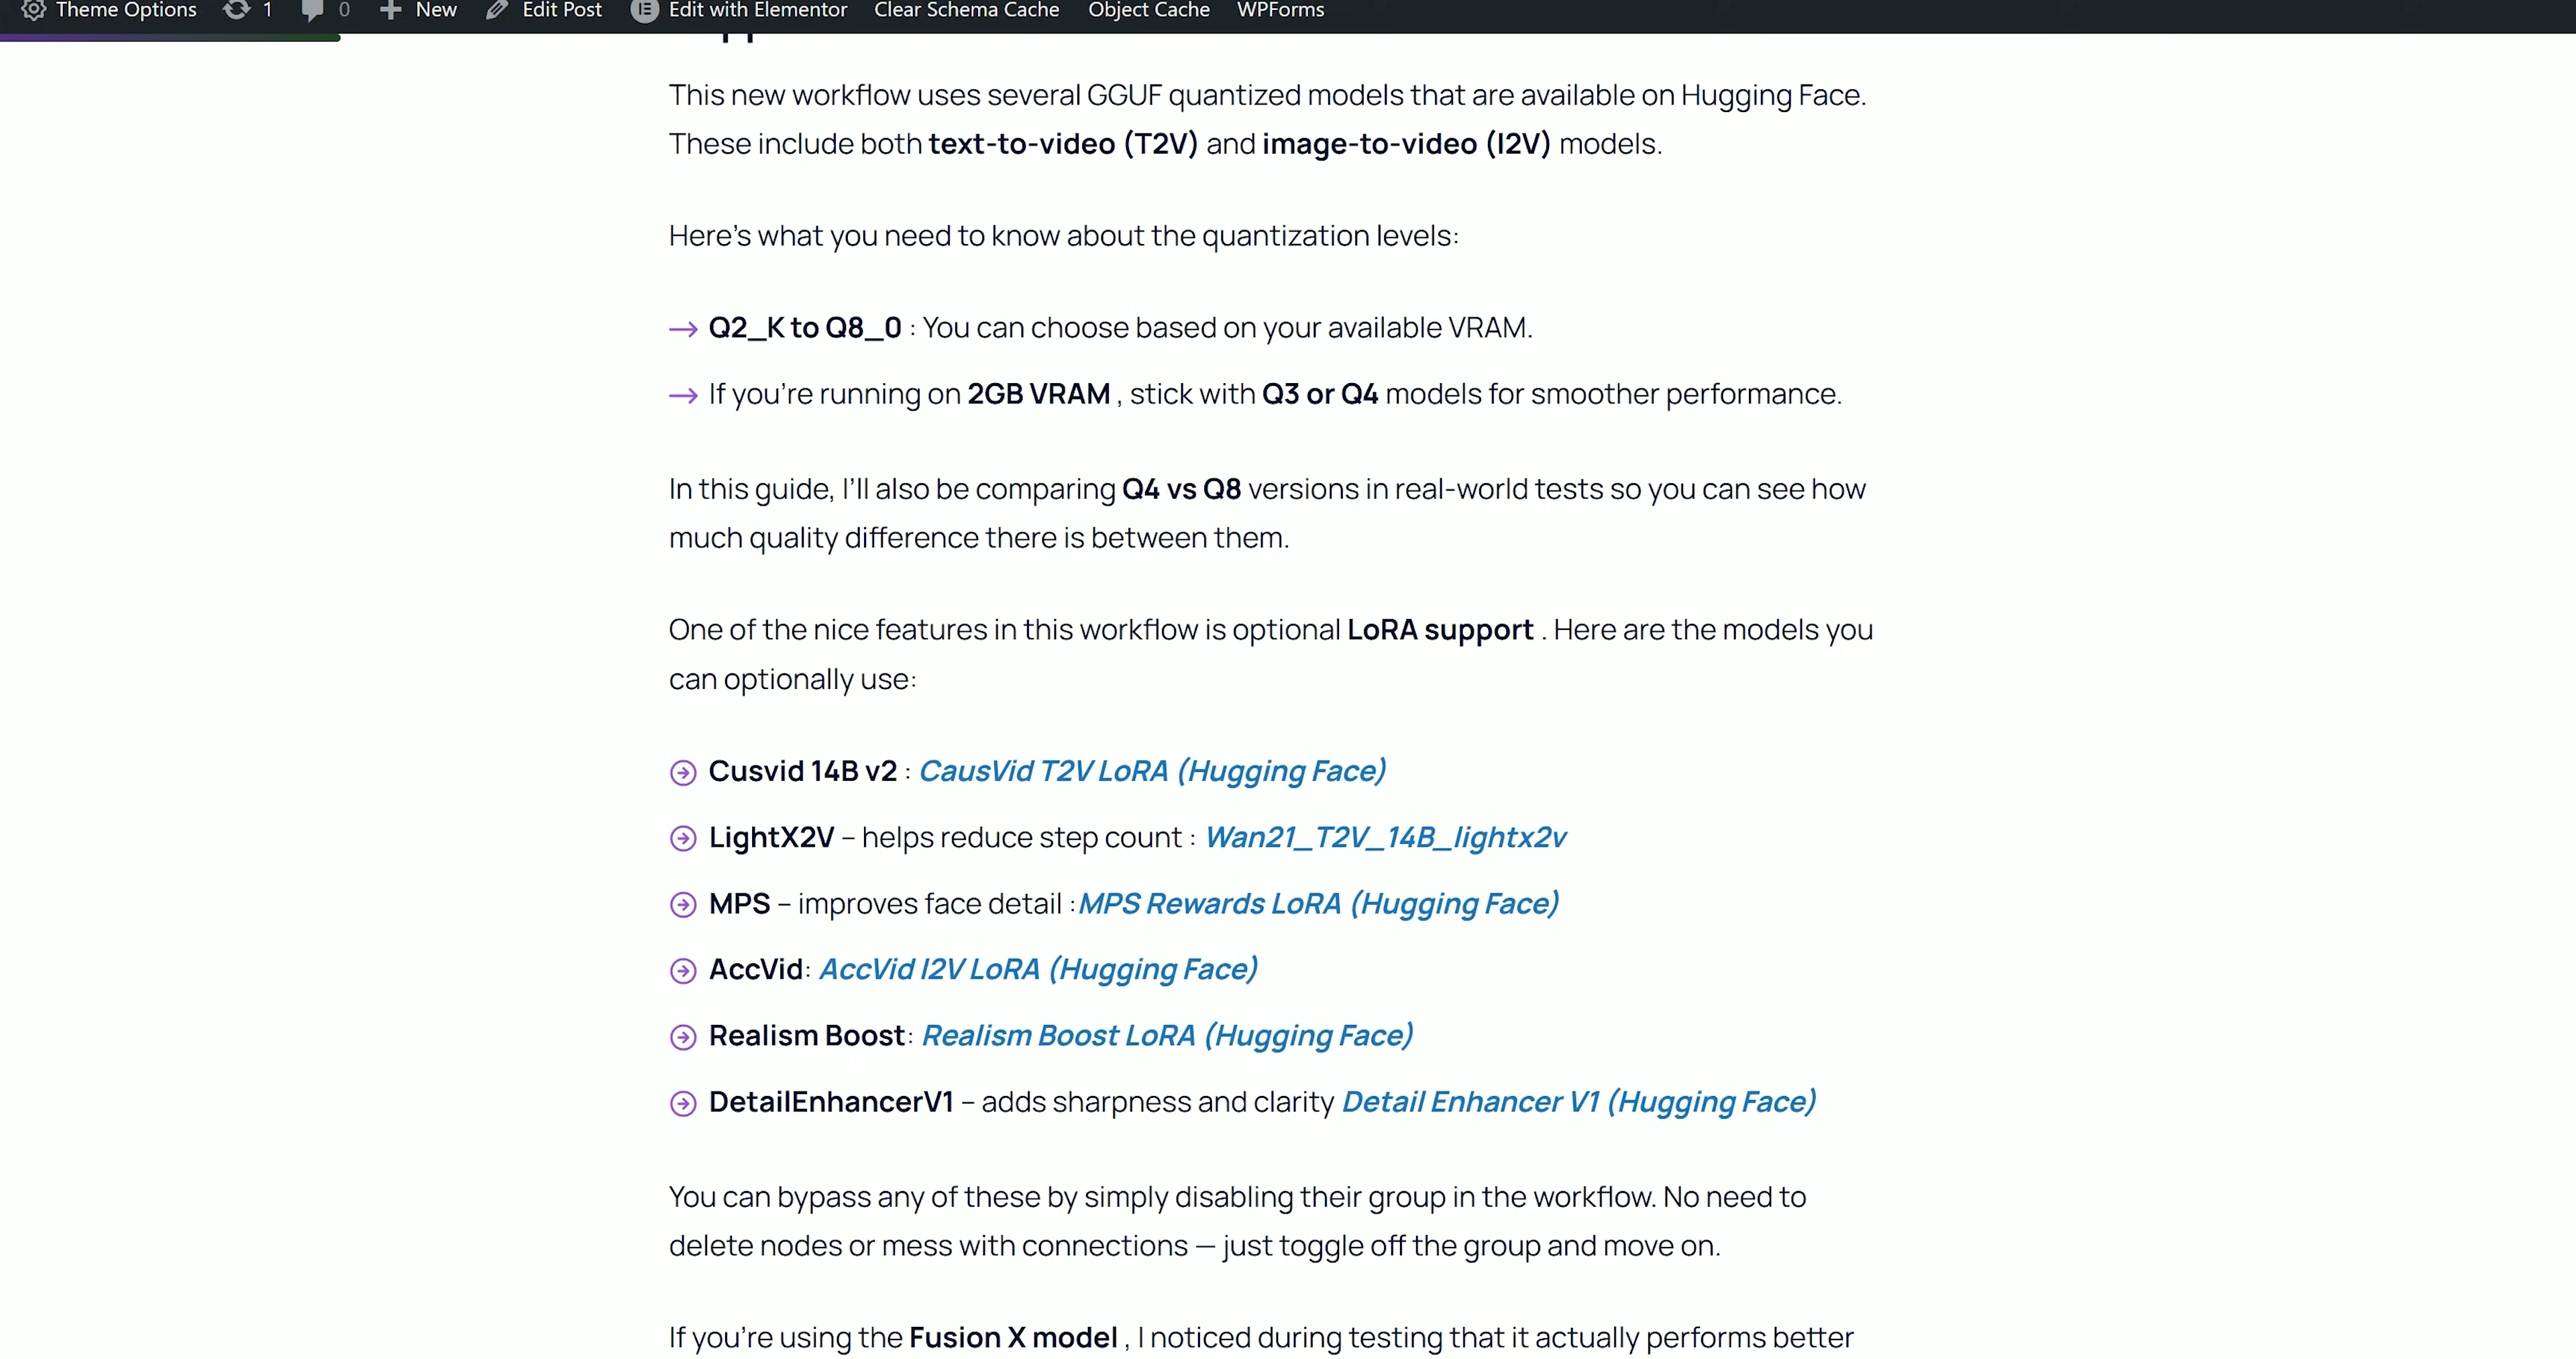 Theme Options 1 0 New Edit Post Edit with Elementor Clear Schema Cache Object Cache WPForms
This new workflow uses several GGUF quantized models that are available on Hugging Face.
These include both text-to-video (T2V) and image-to-video (I2V) models.
Here’s what you need to know about the quantization levels:
Q2_K to Q8_0 : You can choose based on your available VRAM.
If you’re running on 2GB VRAM , stick with Q3 or Q4 models for smoother performance.
In this guide, I’ll also be comparing Q4 vs Q8 versions in real-world tests so you can see how
much quality difference there is between them.
One of the nice features in this workflow is optional LoRA support . Here are the models you
can optionally use:
Cusvid 14B v2 : CausVid T2V LoRA (Hugging Face)
LightX2V – helps reduce step count : Wan21_T2V_14B_lightx2v
MPS – improves face detail :MPS Rewards LoRA (Hugging Face)
AccVid: AccVid I2V LoRA (Hugging Face)
Realism Boost: Realism Boost LoRA (Hugging Face)
DetailEnhancerV1 – adds sharpness and clarity Detail Enhancer V1 (Hugging Face)
You can bypass any of these by simply disabling their group in the workflow. No need to
delete nodes or mess with connections — just toggle off the group and move on.
If you’re using the Fusion X model , I noticed during testing that it actually performs better